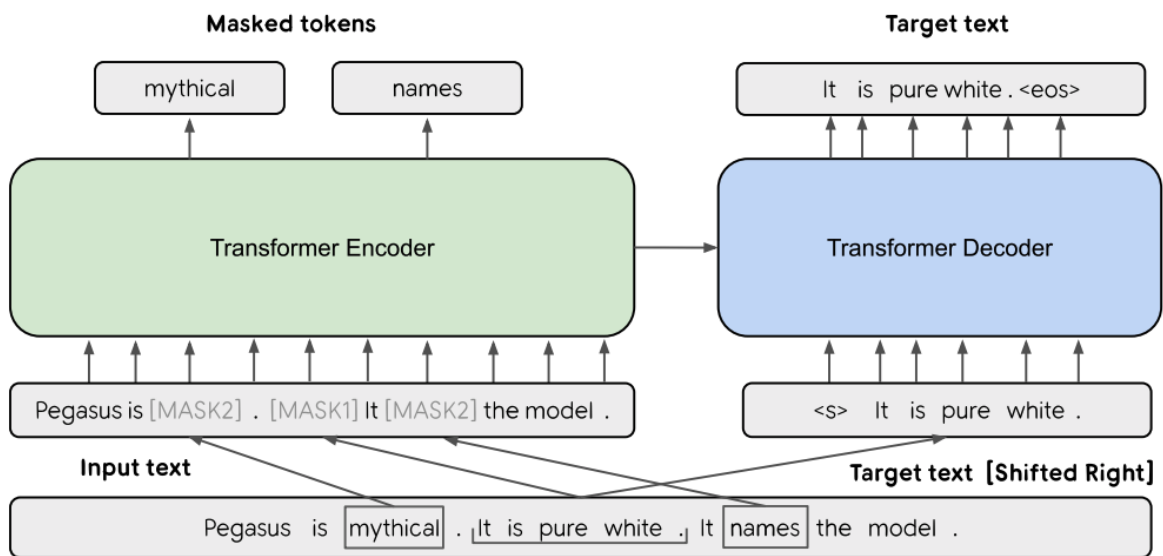 Masked tokens
Target text
mythical
names
It is pure white . <eos>
Transformer Encoder
Transformer Decoder
Pegasus is [MASK2] . [MASK1] It [MASK2] the model .
<s> It is pure white .
Input text
Target text [Shifted Right]
Pegasus is mythical . It is pure white . It names the model .